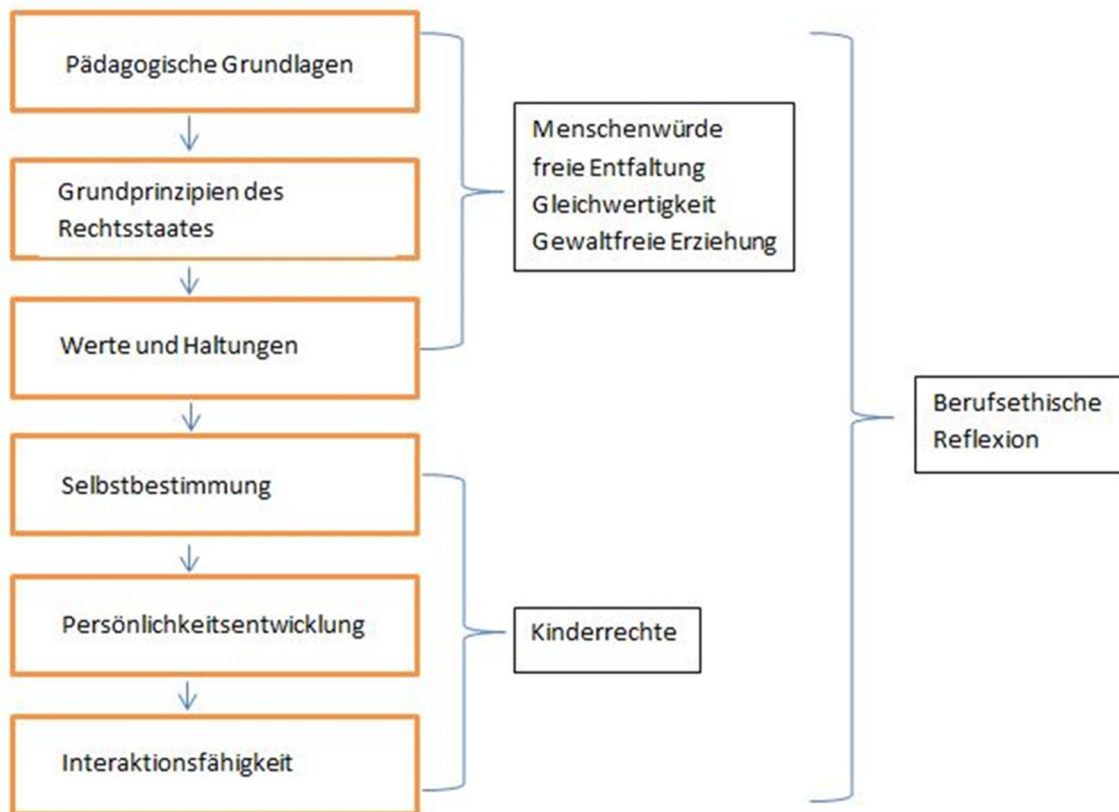 Pädagogische Grundlagen
Grundprinzipien des
Rechtsstaates
Werte und Haltungen
Selbstbestimmung
Persönlichkeitsentwicklung
Interaktionsfähigkeit
Menschenwürde
freie Entfaltung
Gleichwertigkeit
Gewaltfreie Erziehung
Kinderrechte
Berufsethische
Reflexion